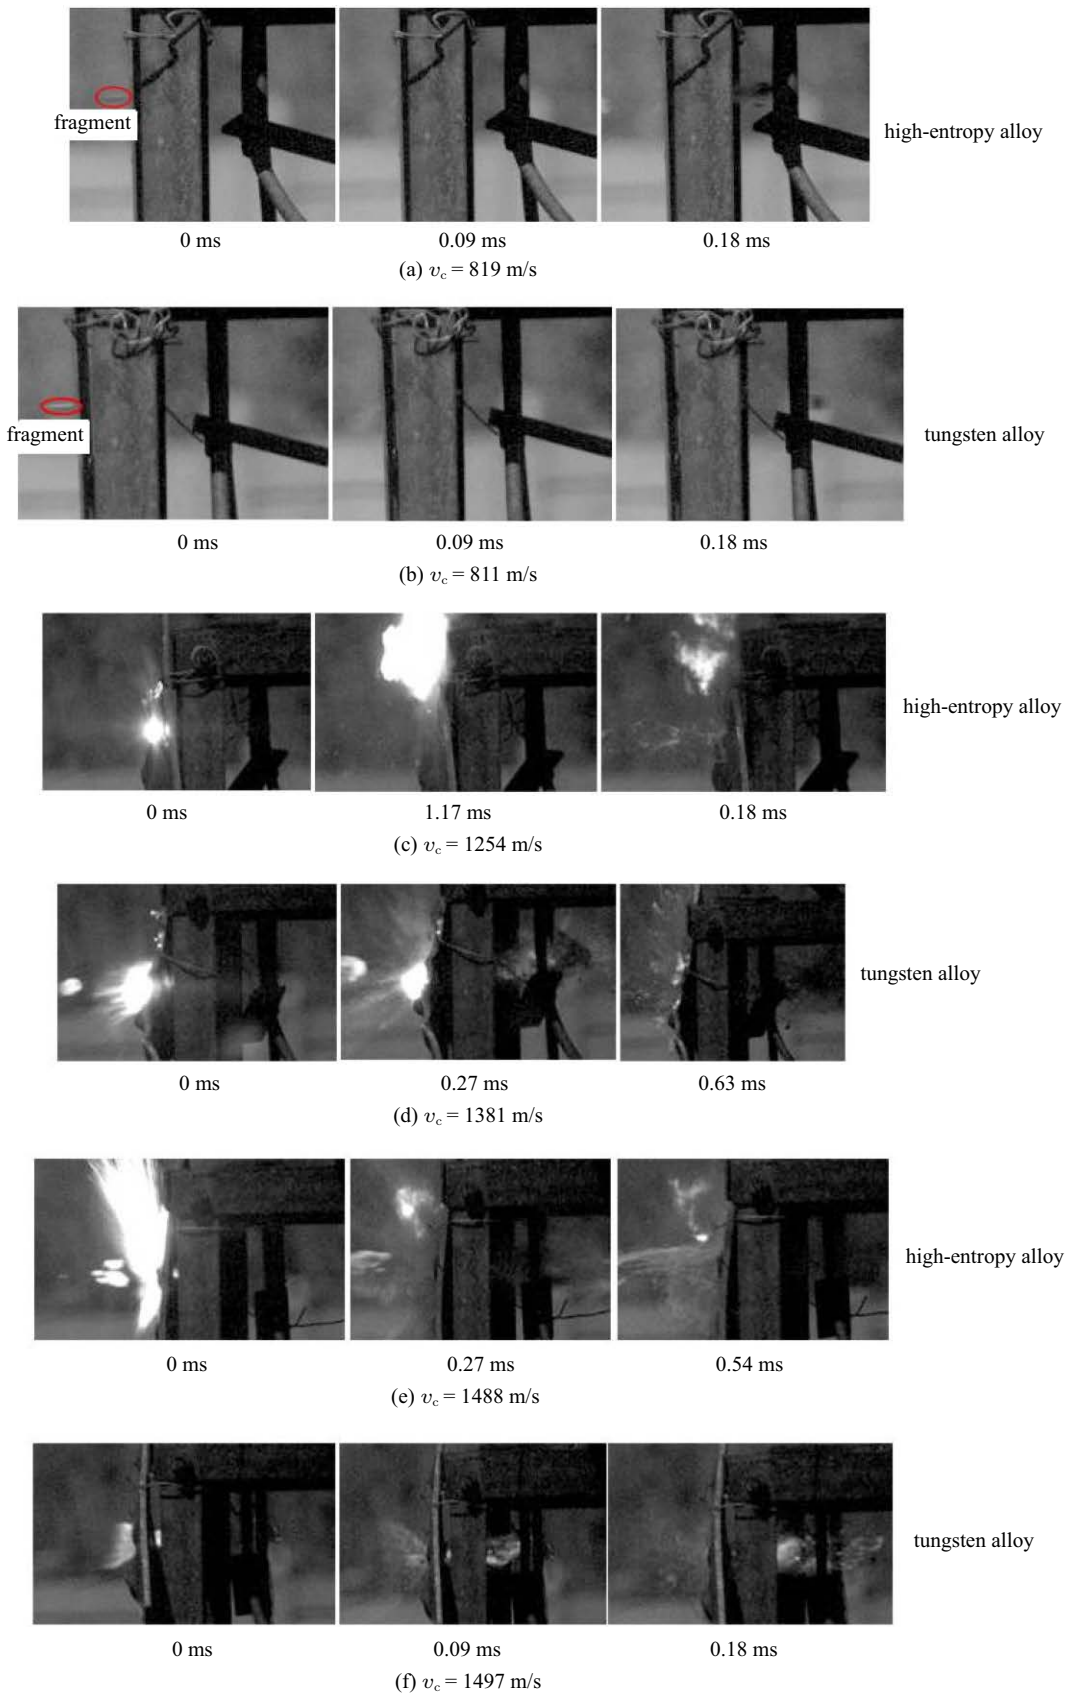 fragment
high-entropy alloy
0 ms 0.09 ms 0.18 ms
(a) vc = 819 m/s
fragment
tungsten alloy
0 ms 0.09 ms 0.18 ms
(b) vc = 811 m/s
high-entropy alloy
0 ms 1.17 ms 0.18 ms
(c) vc = 1254 m/s
tungsten alloy
0 ms 0.27 ms 0.63 ms
(d) vc = 1381 m/s
high-entropy alloy
0 ms 0.27 ms 0.54 ms
(e) vc = 1488 m/s
tungsten alloy
0 ms 0.09 ms 0.18 ms
(f) vc = 1497 m/s